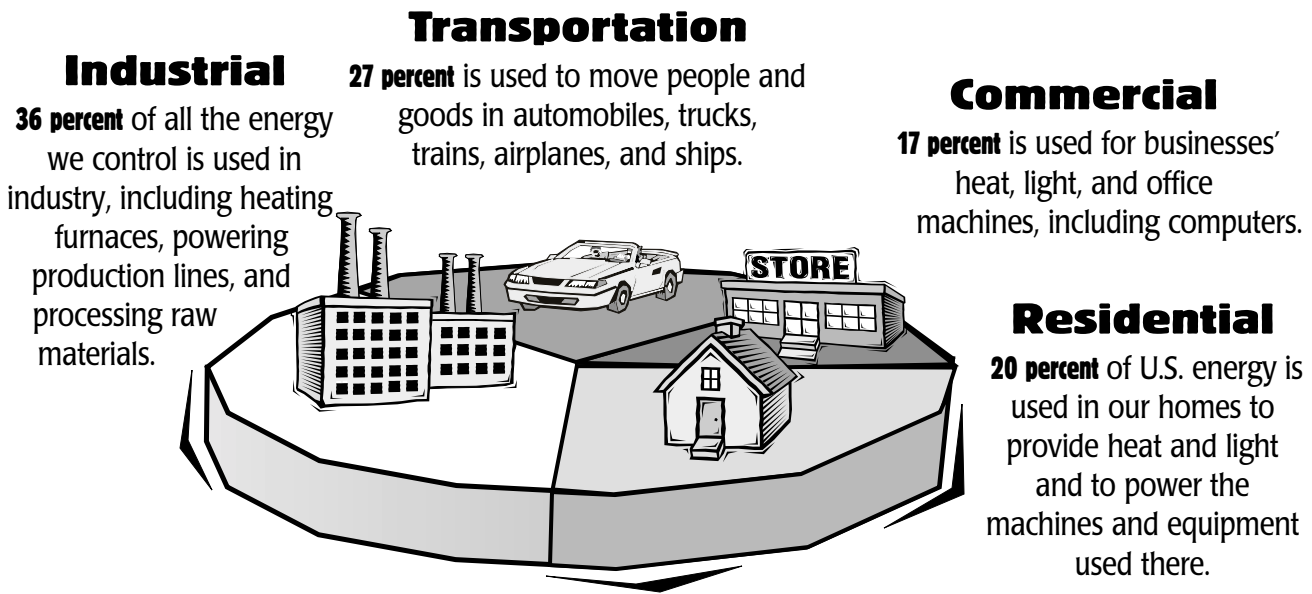 Industrial
36 percent of all the energy
we control is used in
industry, including heating
furnaces, powering
production lines, and
processing raw
materials.
Transportation
27 percent is used to move people and
goods in automobiles, trucks,
trains, airplanes, and ships.
Commercial
17 percent is used for businesses’
heat, light, and office
machines, including computers.
STORE
Residential
20 percent of U.S. energy is
used in our homes to
provide heat and light
and to power the
machines and equipment
used there.